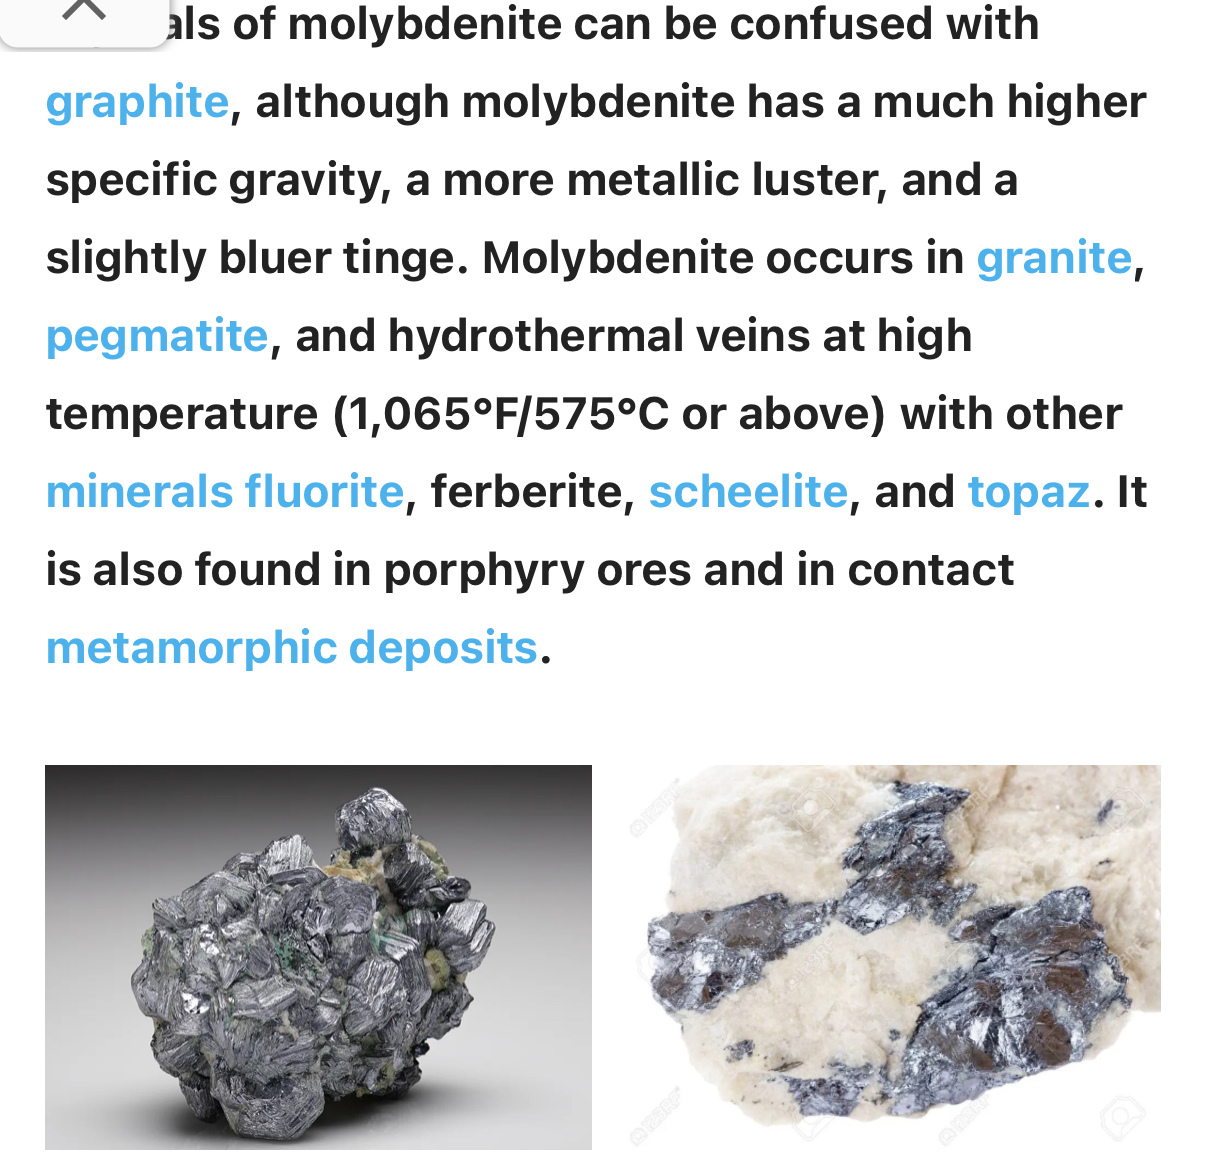 als of molybdenite can be confused with
graphite, although molybdenite has a much higher
specific gravity, a more metallic luster, and a
slightly bluer tinge. Molybdenite occurs in granite,
pegmatite, and hydrothermal veins at high
temperature (1,065°F/575°C or above) with other
minerals fluorite, ferberite, scheelite, and topaz. It
is also found in porphyry ores and in contact
metamorphic deposits.